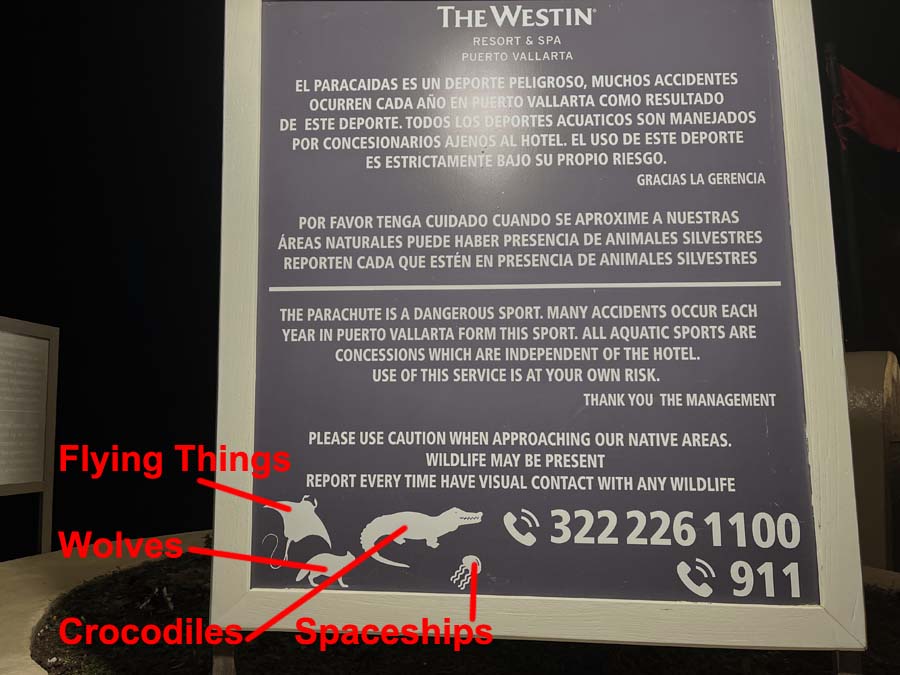 THE WESTIN®
RESORT & SPA
PUERTO VALLARTA
EL PARACAIDAS ES UN DEPORTE PELIGROSO, MUCHOS ACCIDENTES
OCURREN CADA AÑO EN PUERTO VALLARTA COMO RESULTADO
DE ESTE DEPORTE. TODOS LOS DEPORTES ACUATICOS SON MANEJADOS
POR CONCESIONARIOS AJENOS AL HOTEL. EL USO DE ESTE DEPORTE
ES ESTRICTAMENTE BAJO SU PROPIO RIESGO.
GRACIAS LA GERENCIA
POR FAVOR TENGA CUIDADO CUANDO SE APROXIME A NUESTRAS
ÁREAS NATURALES PUEDE HABER PRESENCIA DE ANIMALES SILVESTRES
REPORTEN CADA QUE ESTÉN EN PRESENCIA DE ANIMALES SILVESTRES
THE PARACHUTE IS A DANGEROUS SPORT. MANY ACCIDENTS OCCUR EACH
YEAR IN PUERTO VALLARTA FORM THIS SPORT. ALL AQUATIC SPORTS ARE
CONCESSIONS WHICH ARE INDEPENDENT OF THE HOTEL.
USE OF THIS SERVICE IS AT YOUR OWN RISK.
THANK YOU THE MANAGEMENT
PLEASE USE CAUTION WHEN APPROACHING OUR NATIVE AREAS.
WILDLIFE MAY BE PRESENT
REPORT EVERY TIME HAVE VISUAL CONTACT WITH ANY WILDLIFE
322 226 1100
911
Flying Things
Wolves
Crocodiles
Spaceships